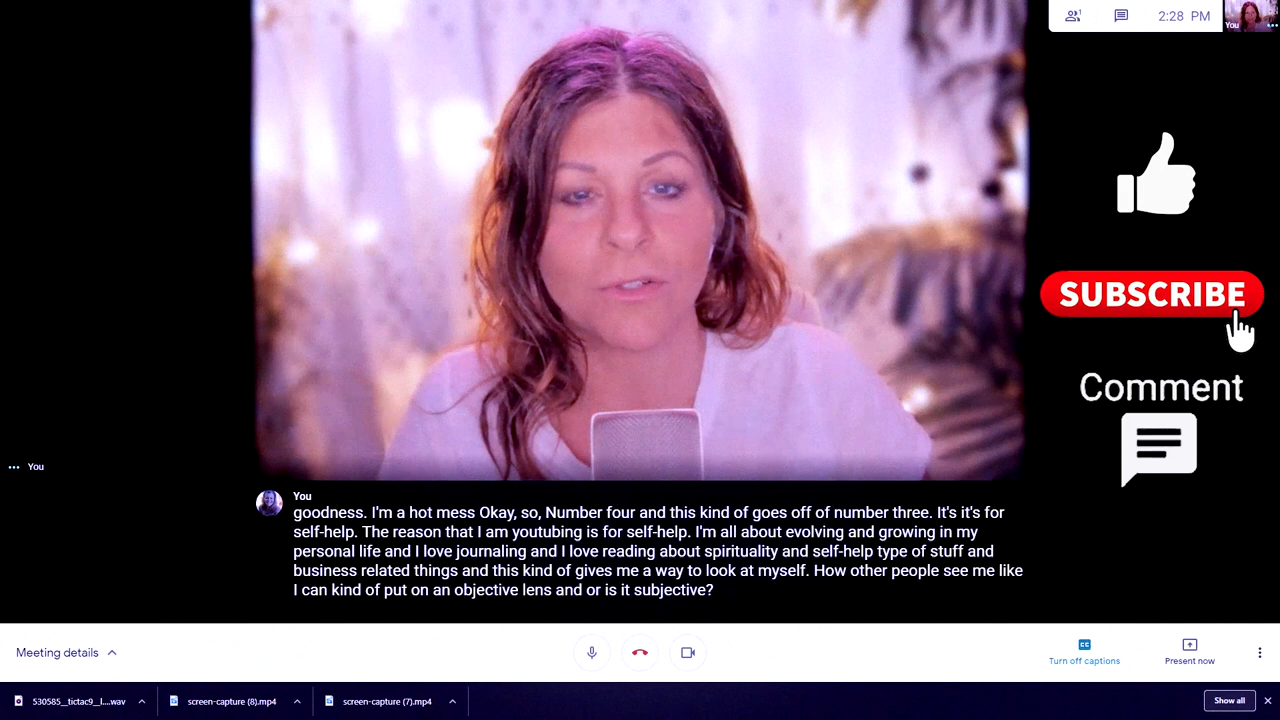 1
2:28 PM
You
SUBSCRIBE
Comment
You
You
goodness. I'm a hot mess Okay, so, Number four and this kind of goes off of number three. It's it's for
self-help. The reason that I am youtubing is for self-help. I'm all about evolving and growing in my
personal life and I love journaling and I love reading about spirituality and self-help type of stuff and
business related things and this kind of gives me a way to look at myself. How other people see me like
I can kind of put on an objective lens and or is it subjective?
Meeting details
CC
Turn off captions
Present now
530585__tictac9__l....wav
screen-capture (8).mp4
screen-capture (7).mp4
Show all